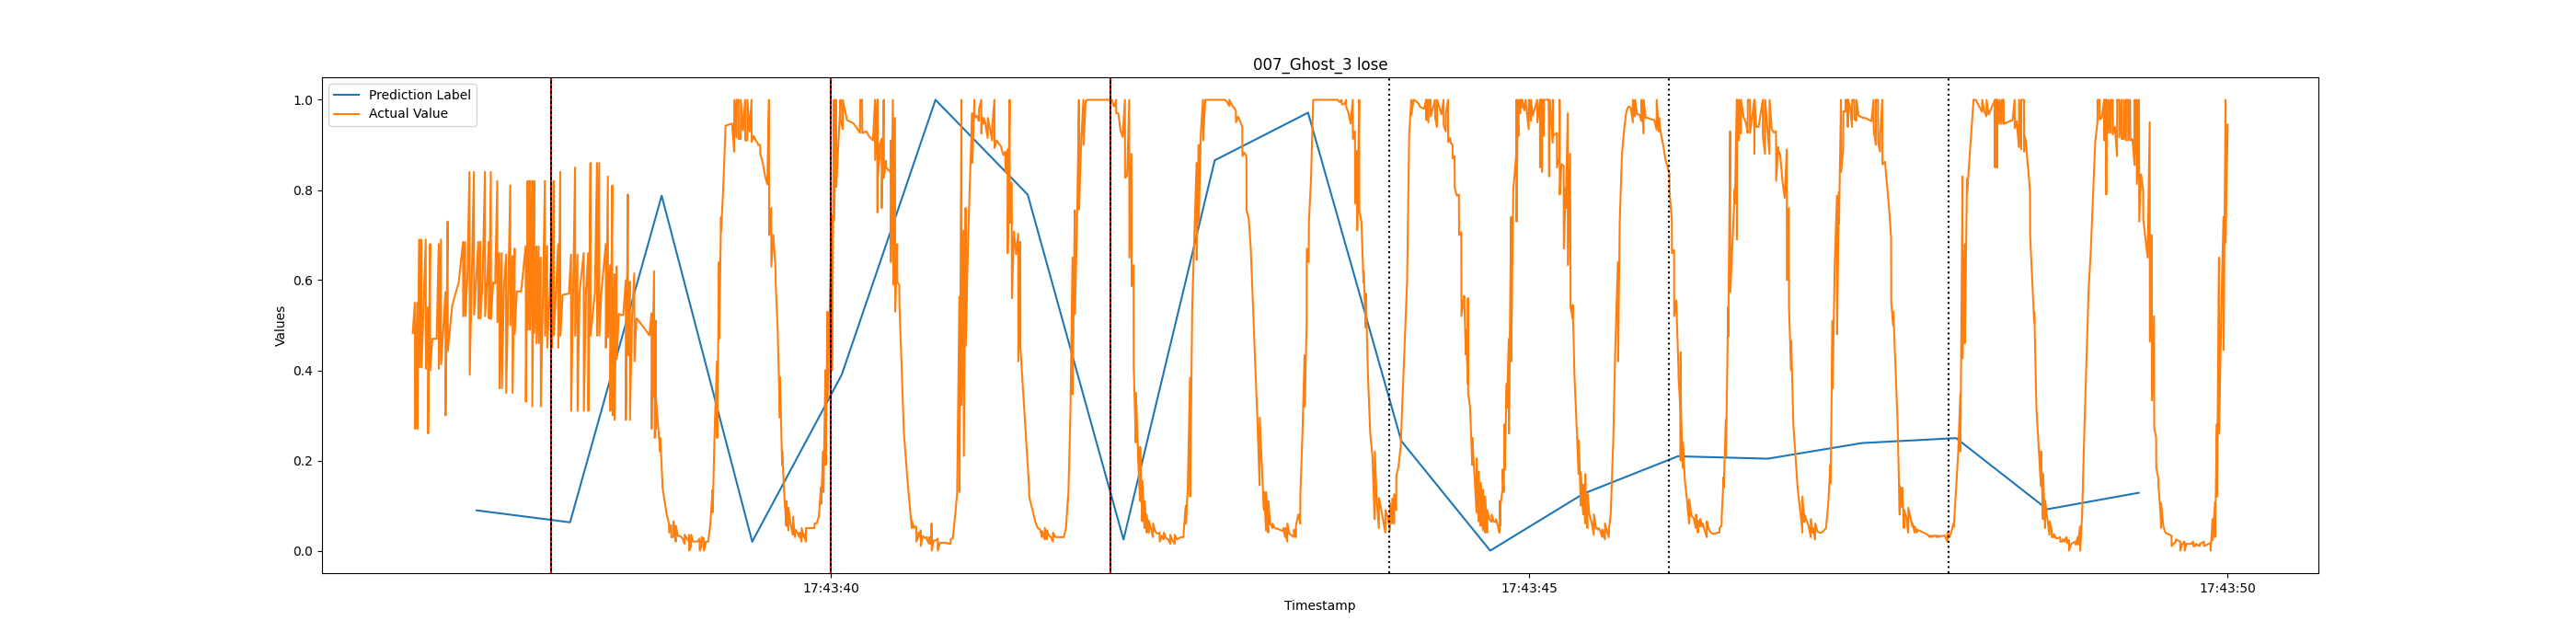 007_Ghost_3 lose
Prediction Label
Actual Value
1.0
0.8
0.6
0.4
0.2
0.0
Values
17:43:40
17:43:45
17:43:50
Timestamp